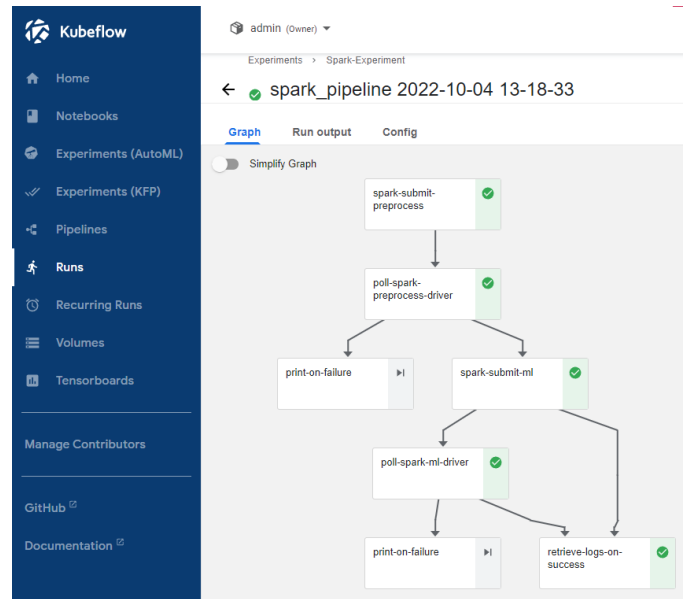 Kubeflow
Home
Notebooks
Experiments (AutoML)
Experiments (KFP)
Pipelines
Runs
Recurring Runs
Volumes
Tensorboards
Manage Contributors
GitHub
Documentation
admin (Owner)
Experiments > Spark-Experiment
spark_pipeline 2022-10-04 13-18-33
Graph Run output Config
Simplify Graph
spark-submit-
preprocess
poll-spark-
preprocess-driver
print-on-failure
spark-submit-ml
poll-spark-ml-driver
print-on-failure
retrieve-logs-on-
success